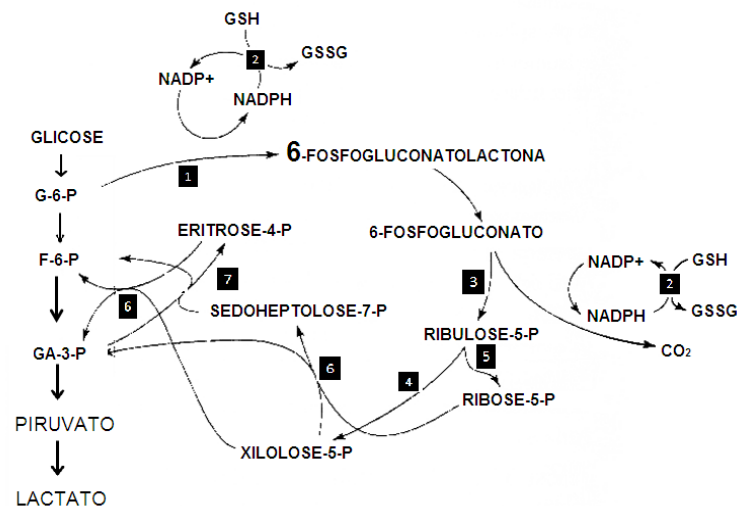 GSH
2
GSSG
NADP+
NADPH
GLICOSE
6-FOSFOGLUCONATOLACTONA
1
G-6-P
ERITROSE-4-P
6-FOSFOGLUCONATO
F-6-P
7
3
NADP+
GSH
2
6
SEDOHEPTOLOSE-7-P
NADPH
GSSG
RIBULOSE-5-P
GA-3-P
5
CO2
6
4
RIBOSE-5-P
PIRUVATO
XILOLOSE-5-P
LACTATO